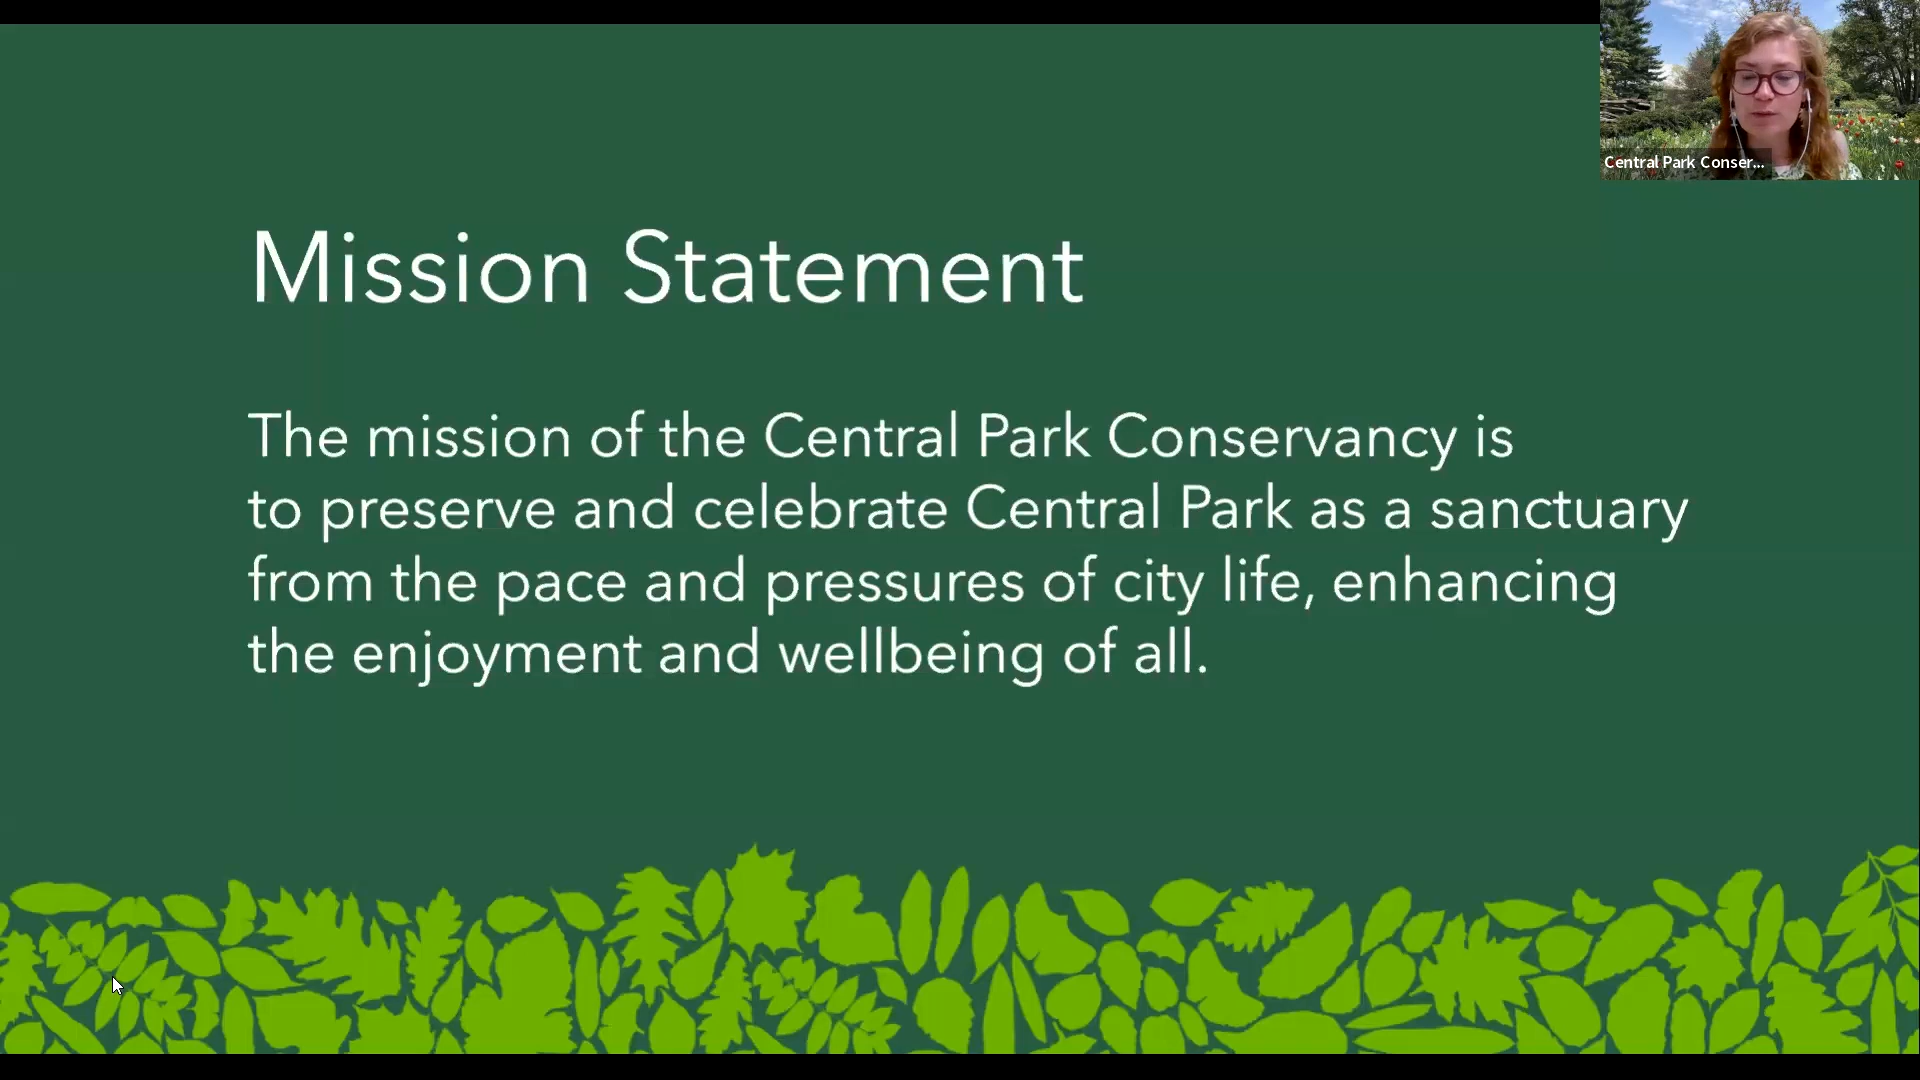 Central Park Conser...
Mission Statement
The mission of the Central Park Conservancy is
to preserve and celebrate Central Park as a sanctuary
from the pace and pressures of city life, enhancing
the enjoyment and wellbeing of all.